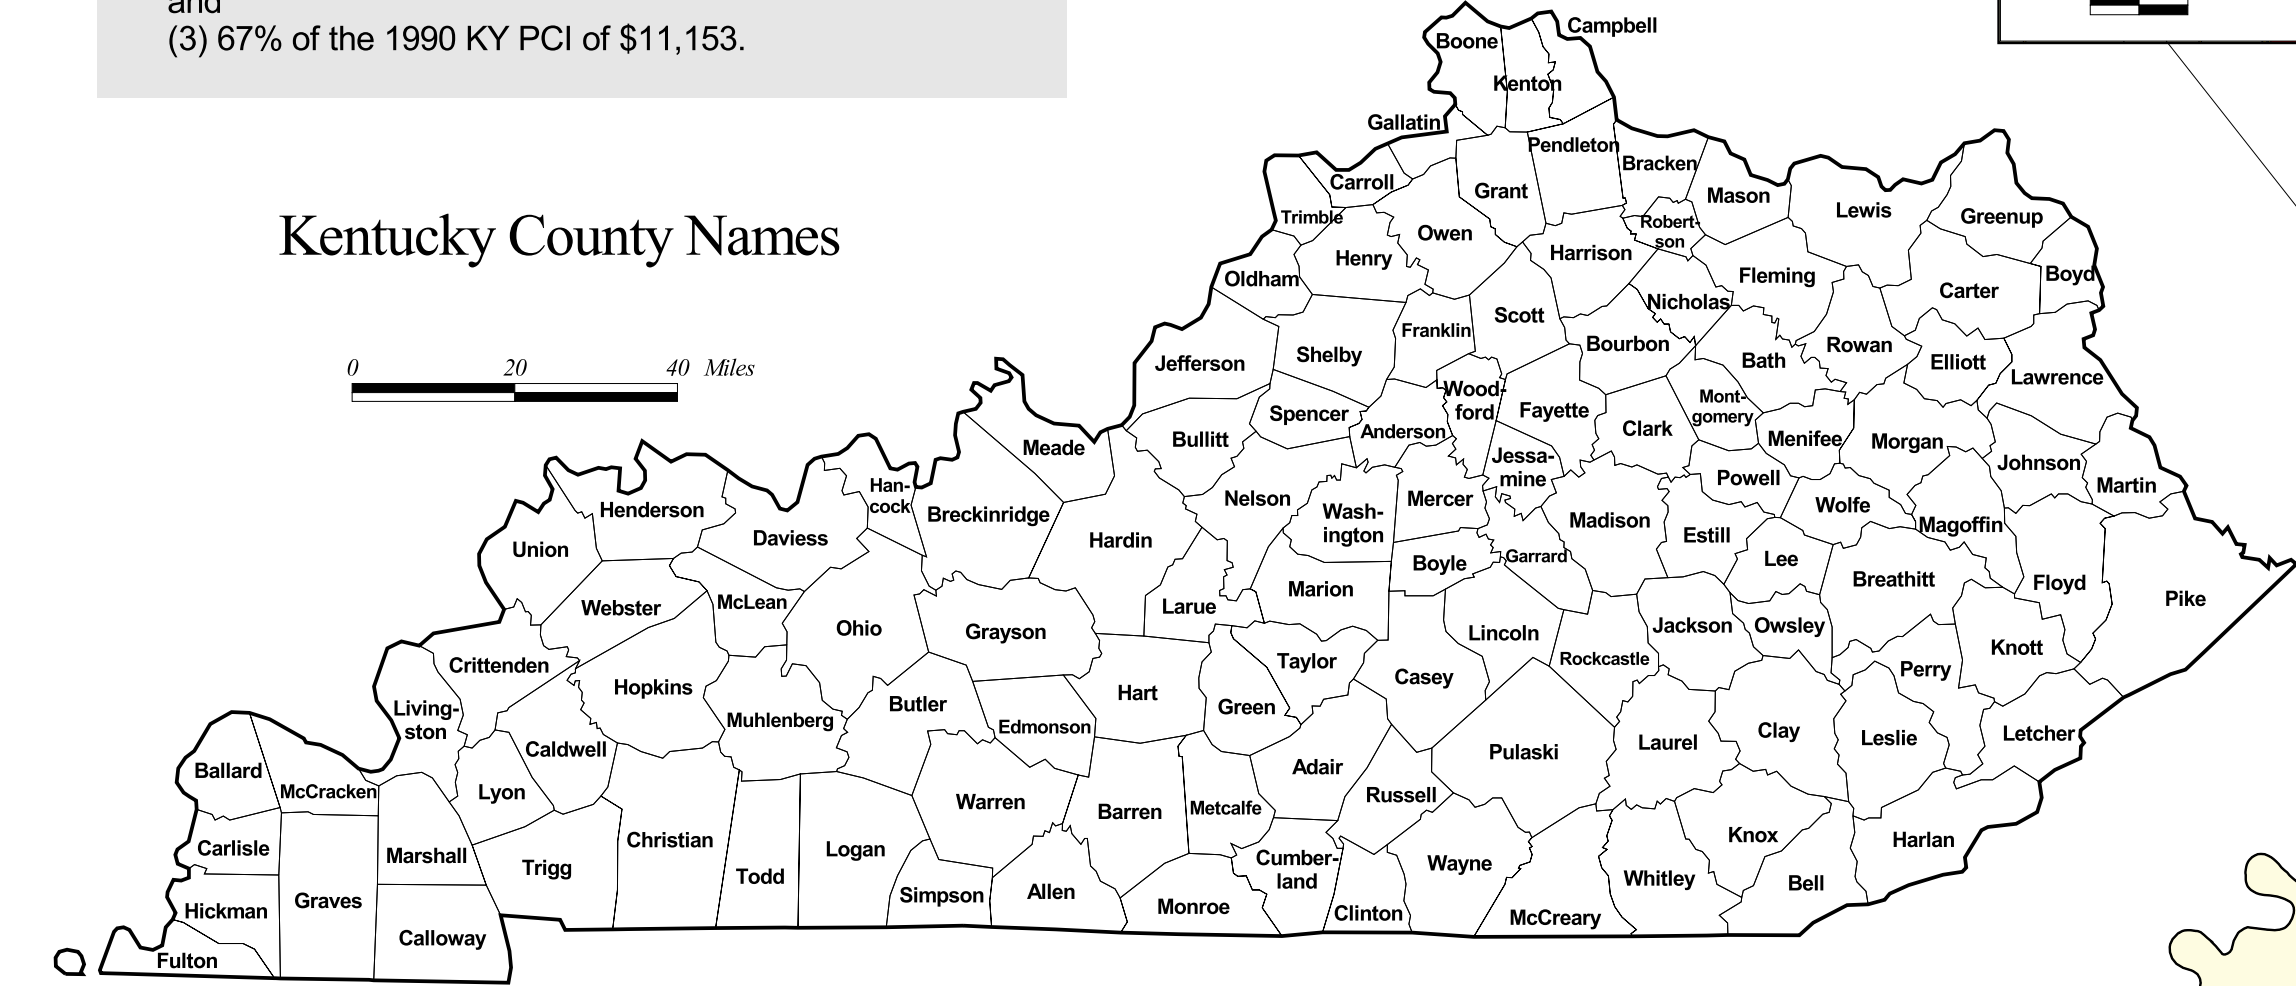 and
(3) 67% of the 1990 KY PCI of $11,153.
Kentucky County Names
0 20 40 Miles
Boone
Campbell
Kenton
Gallatin
Pendleton
Bracken
Carroll
Grant
Mason
Trimble
Lewis
Greenup
Robert-
son
Owen
Henry
Harrison
Fleming
Boyd
Oldham
Carter
Nicholas
Scott
Franklin
Bourbon
Rowan
Shelby
Jefferson
Bath
Elliott
Lawrence
Wood-
ford
Mont-
gomery
Fayette
Spencer
Clark
Anderson
Bullitt
Menifee
Morgan
Meade
Johnson
Jessa-
mine
Powell
Martin
Han-
cock
Nelson
Mercer
Wolfe
Henderson
Breckinridge
Wash-
ington
Madison
Magoffin
Daviess
Hardin
Estill
Union
Garrard
Lee
Boyle
Breathitt
Floyd
Marion
Pike
McLean
Larue
Webster
Ohio
Grayson
Lincoln
Jackson
Owsley
Knott
Crittenden
Taylor
Rockcastle
Perry
Casey
Hopkins
Hart
Butler
Green
Living-
ston
Muhlenberg
Edmonson
Clay
Letcher
Leslie
Laurel
Caldwell
Pulaski
Adair
Ballard
McCracken
Lyon
Russell
Warren
Metcalfe
Barren
Knox
Christian
Harlan
Carlisle
Logan
Marshall
Wayne
Cumber-
land
Trigg
Todd
Whitley
Bell
Allen
Simpson
Graves
Monroe
Hickman
Clinton
McCreary
Calloway
Fulton